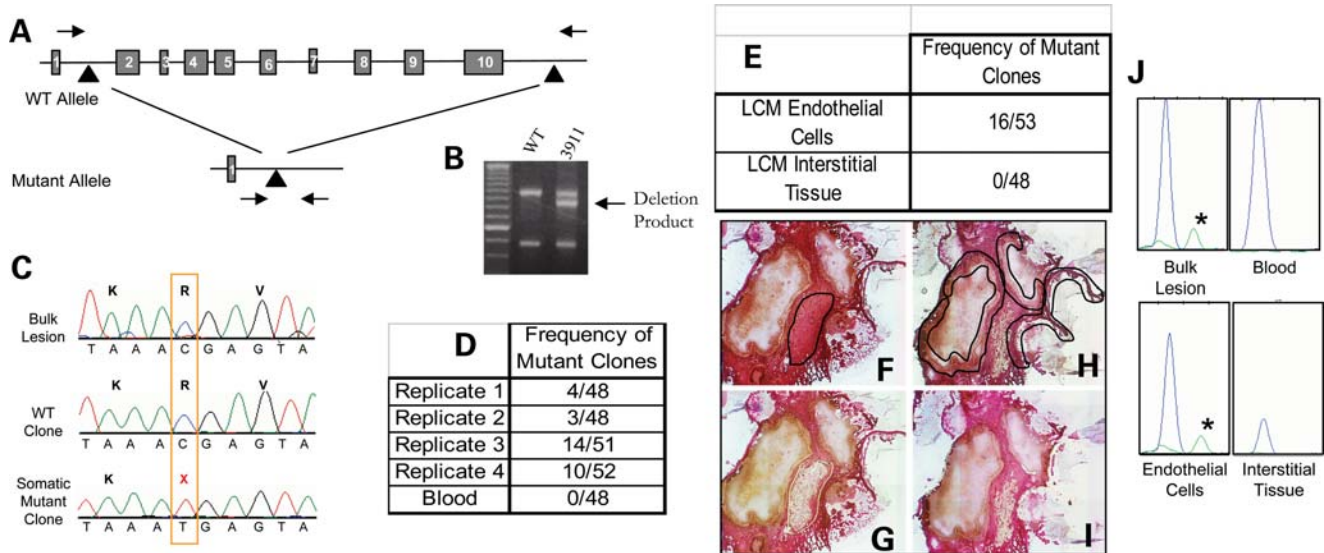 A
1 2 3 4 5 6 7 8 9 10
WT Allele
Mutant Allele
1
B
WT
3911
Deletion
Product
C
K R V
Bulk
Lesion
T A A A C G A G T A
K R V
WT
Clone
T A A A C G A G T A
K X
Somatic
Mutant
Clone
T A A A T G A G T A
D
Frequency of
Mutant Clones
Replicate 1 4/48
Replicate 2 3/48
Replicate 3 14/51
Replicate 4 10/52
Blood 0/48
E
Frequency of Mutant
Clones
LCM Endothelial
Cells
16/53
LCM Interstitial
Tissue
0/48
F
H
G
I
J
*
Bulk
Lesion
Blood
*
Endothelial
Cells
Interstitial
Tissue